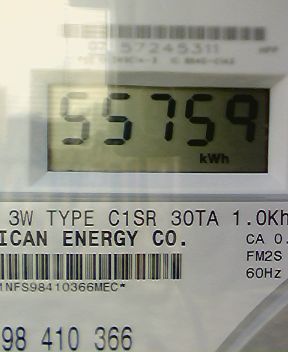 57245311
55759
kWh
3W TYPE C1SR 30TA 1.0Kh
ICAN ENERGY CO.
CA 0.
FM2S
60Hz
1NFS98410366MEC*
98 410 366